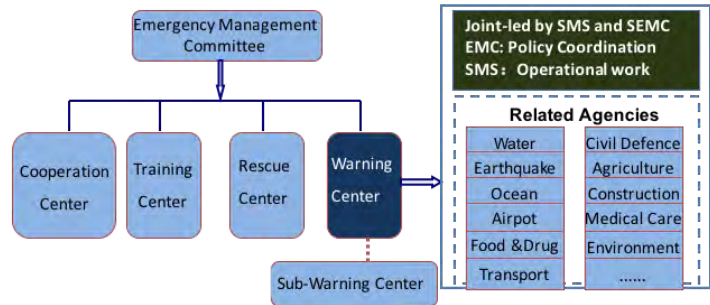 Emergency Management
Committee
Cooperation
Center
Training
Center
Rescue
Center
Warning
Center
Sub-Warning Center
Joint-led by SMS and SEMC
EMC: Policy Coordination
SMS： Operational work
Related Agencies
Water
Earthquake
Ocean
Airpot
Food &Drug
Transport
Civil Defence
Agriculture
Construction
Medical Care
Environment
......